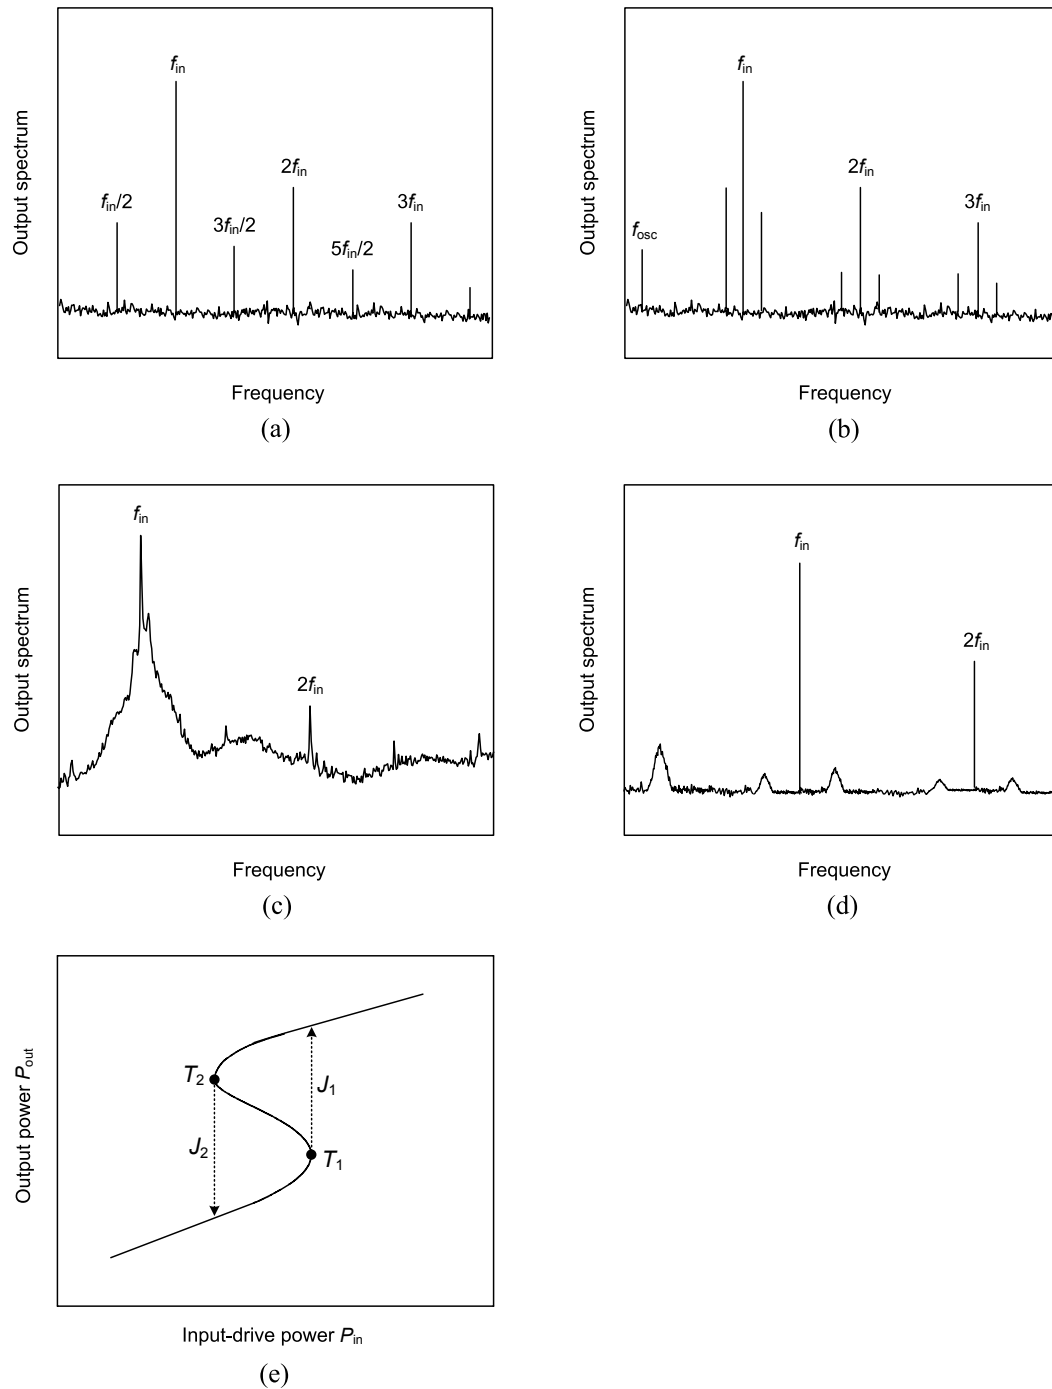 Output spectrum
f_in/2
f_in
3f_in/2
2f_in
5f_in/2
3f_in
Frequency
(a)
Output spectrum
f_osc
f_in
2f_in
3f_in
Frequency
(b)
Output spectrum
f_in
2f_in
Frequency
(c)
Output spectrum
f_in
2f_in
Frequency
(d)
Output power P_out
T_2
J_1
J_2
T_1
Input-drive power P_in
(e)